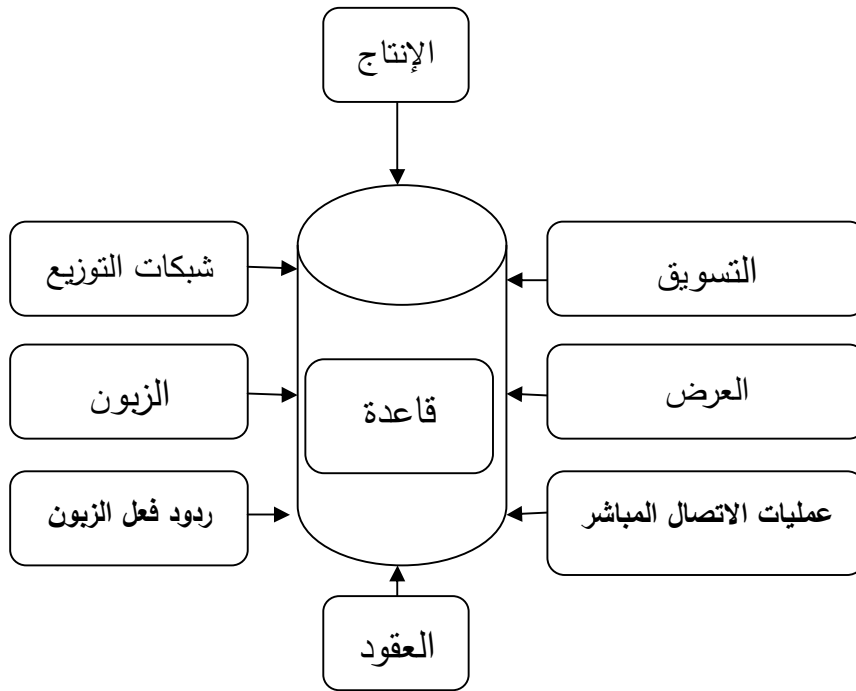 الإنتاج
التسويق
شبكات التوزيع
العرض
قاعدة
الزبون
عمليات الاتصال المباشر
ردود فعل الزبون
العقود